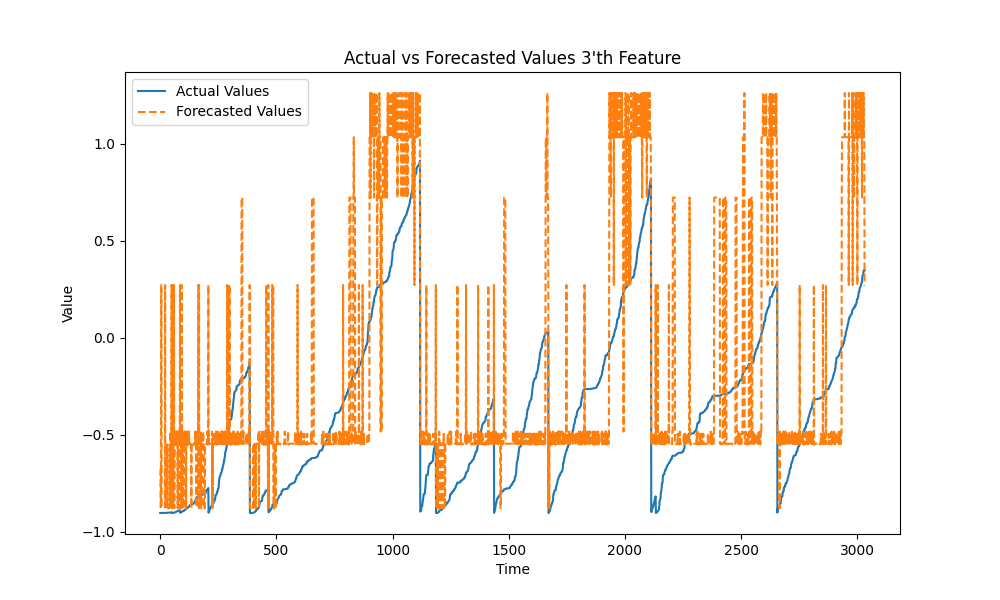 Actual vs Forecasted Values 3'th Feature
Actual Values
Forecasted Values
1.0
0.5
0.0
−0.5
−1.0
Value
0 500 1000 1500 2000 2500 3000
Time